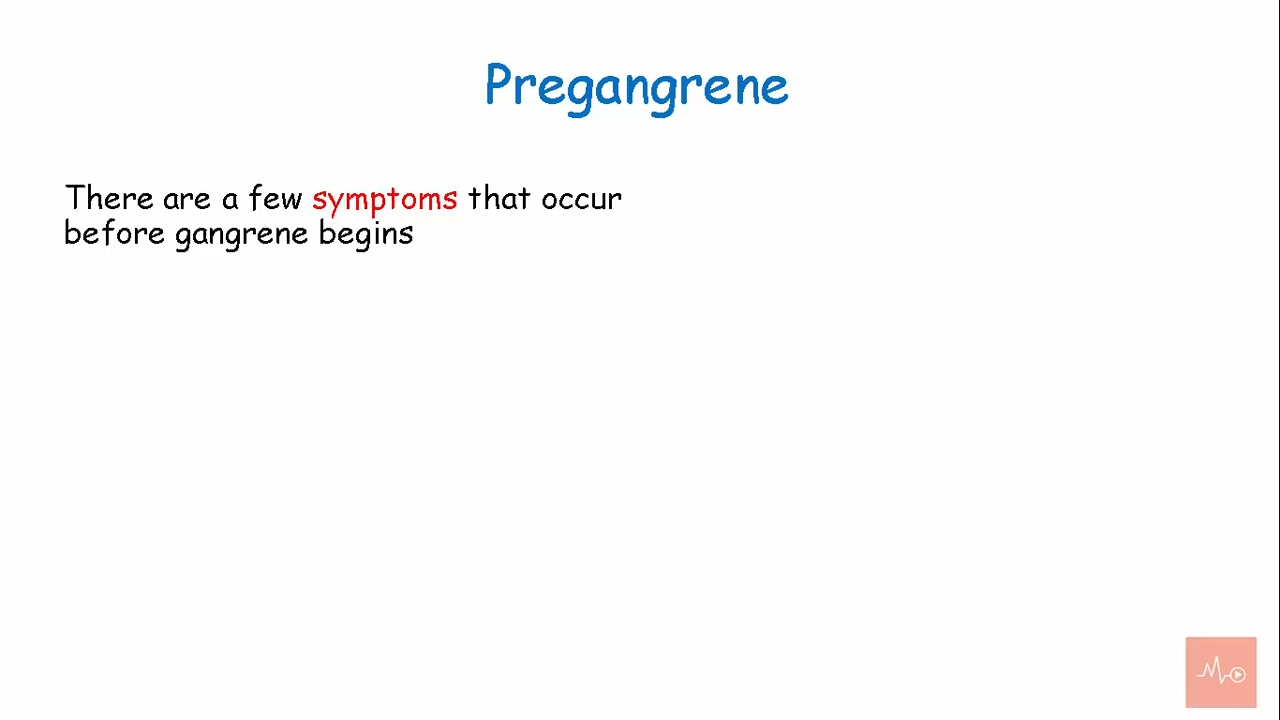 Pregangrene
There are a few symptoms that occur
before gangrene begins